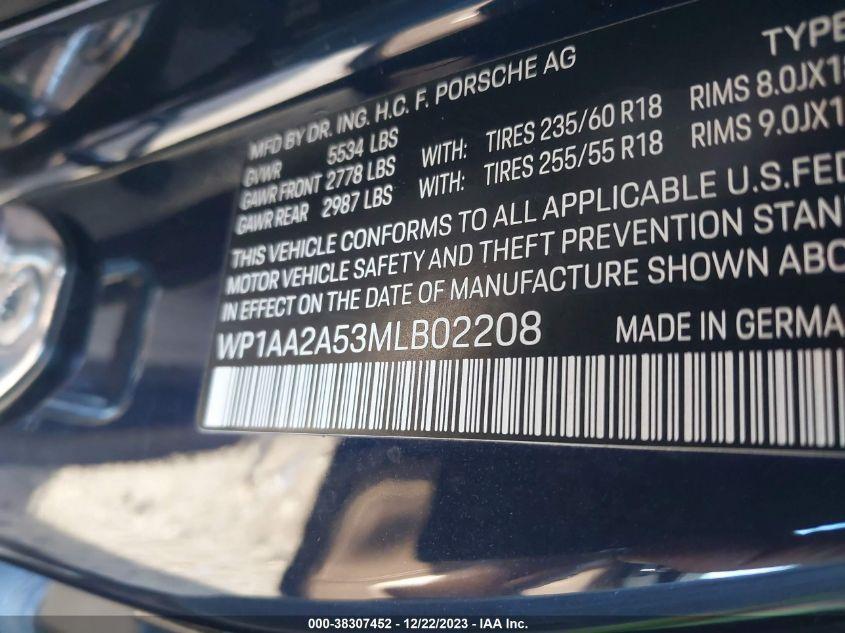 TYPE
MFD BY DR. ING. H.C. F. PORSCHE AG
GVWR 5534 LBS
GAWR FRONT 2778 LBS WITH: TIRES 235/60 R18 RIMS 8.0JX18
GAWR REAR 2987 LBS WITH: TIRES 255/55 R18 RIMS 9.0JX1
THIS VEHICLE CONFORMS TO ALL APPLICABLE U.S.FED
MOTOR VEHICLE SAFETY AND THEFT PREVENTION STAN
IN EFFECT ON THE DATE OF MANUFACTURE SHOWN ABO
WP1AA2A53MLB02208 MADE IN GERMA
000-38307452 - 12/22/2023 - IAA Inc.